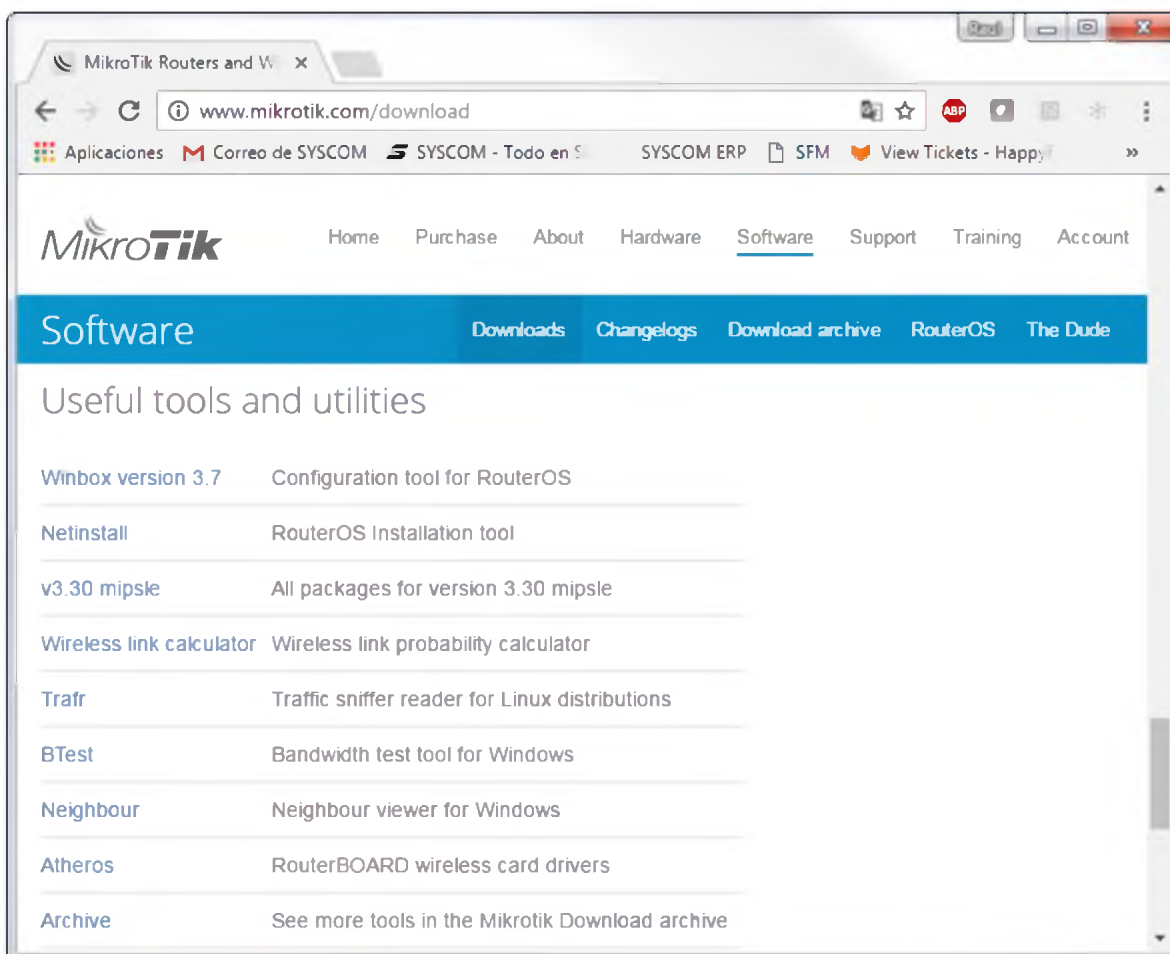 MikroTik Routers and W
www.mikrotik.com/download
ABP
Aplicaciones Correo de SYSCOM SYSCOM - Todo en S SYSCOM ERP SFM View Tickets - Happy »
MikroTik Home Purchase About Hardware Software Support Training Account
Software Downloads Changelogs Download archive RouterOS The Dude
Useful tools and utilities
Winbox version 3.7 Configuration tool for RouterOS
Netinstall RouterOS Installation tool
v3.30 mipsle All packages for version 3.30 mipsle
Wireless link calculator Wireless link probability calculator
Trafr Traffic sniffer reader for Linux distributions
BTest Bandwidth test tool for Windows
Neighbour Neighbour viewer for Windows
Atheros RouterBOARD wireless card drivers
Archive See more tools in the Mikrotik Download archive